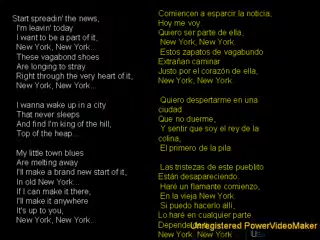 Start spreadin' the news,
I'm leavin' today
I want to be a part of it,
New York, New York...
These vagabond shoes
Are longing to stray
Right through the very heart of it,
New York, New York...
I wanna wake up in a city
That never sleeps
And find I'm king of the hill,
Top of the heap...
My little town blues
Are melting away
I'll make a brand new start of it,
In old New York...
If I can make it there,
I'll make it anywhere
It's up to you,
New York, New York...
Comiencen a esparcir la noticia,
Hoy me voy.
Quiero ser parte de ella,
New York, New York.
Estos zapatos de vagabundo
Extrañan caminar
Justo por el corazón de ella,
New York, New York.
Quiero despertarme en una
ciudad
Que no duerme,
Y sentir que soy el rey de la
colina,
El primero de la pila.
Las tristezas de este pueblito
Están desapareciendo.
Haré un flamante comienzo,
En la vieja New York.
Si puedo hacerlo allí,
Lo haré en cualquier parte.
Depende
New York New York
Unregistered PowerVideoMaker